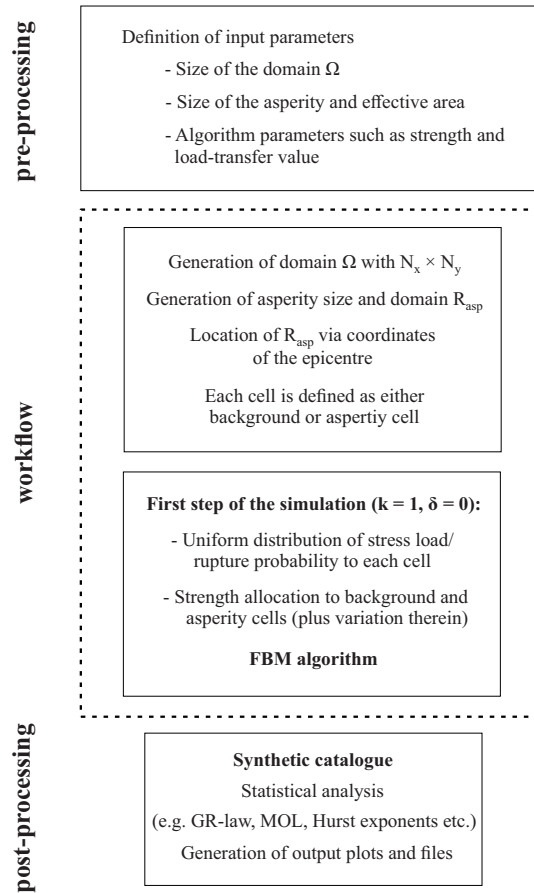 pre-processing
Definition of input parameters
- Size of the domain Ω
- Size of the asperity and effective area
- Algorithm parameters such as strength and
load-transfer value
workflow
Generation of domain Ω with Nx × Ny
Generation of asperity size and domain Rasp
Location of Rasp via coordinates
of the epicentre
Each cell is defined as either
background or aspertiy cell
First step of the simulation (k = 1, δ = 0):
- Uniform distribution of stress load/
rupture probability to each cell
- Strength allocation to background and
asperity cells (plus variation therein)
FBM algorithm
post-processing
Synthetic catalogue
Statistical analysis
(e.g. GR-law, MOL, Hurst exponents etc.)
Generation of output plots and files